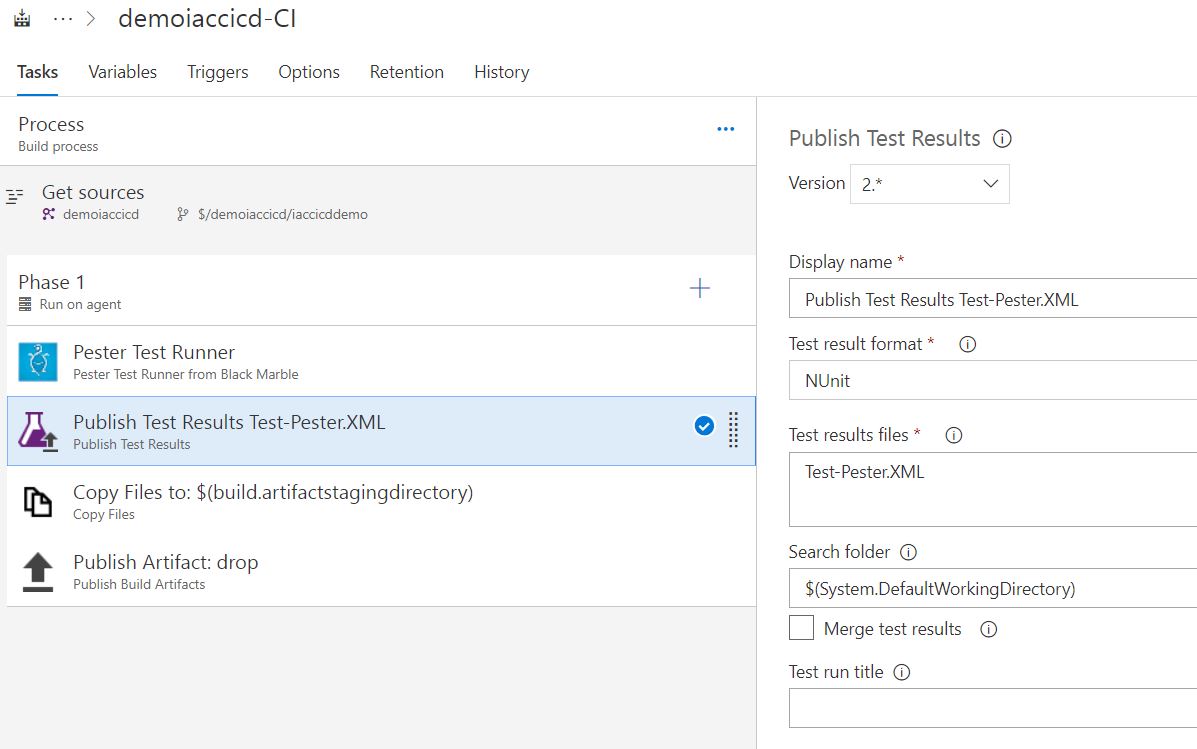 ··· > demoiaccicd-CI
Tasks Variables Triggers Options Retention History
Process
Build process
···
Get sources
demoiaccicd $/demoiaccicd/iaccicddemo
Phase 1
Run on agent
Pester Test Runner
Pester Test Runner from Black Marble
Publish Test Results Test-Pester.XML
Publish Test Results
Copy Files to: $(build.artifactstagingdirectory)
Copy Files
Publish Artifact: drop
Publish Build Artifacts
Publish Test Results
Version 2.*
Display name *
Publish Test Results Test-Pester.XML
Test result format *
NUnit
Test results files *
Test-Pester.XML
Search folder
$(System.DefaultWorkingDirectory)
Merge test results
Test run title